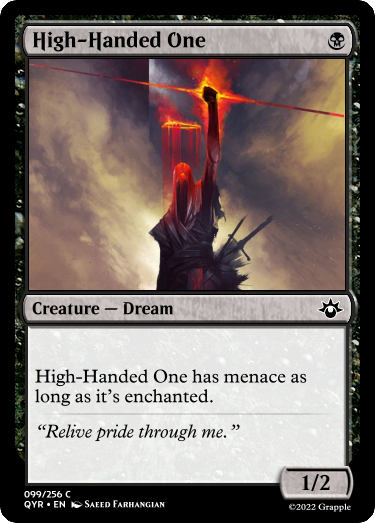 High-Handed One
Creature — Dream
High-Handed One has menace as
long as it's enchanted.
“Relive pride through me.”
1/2
099/256 C
QYR • EN Saeed Farhangian
©2022 Grapple